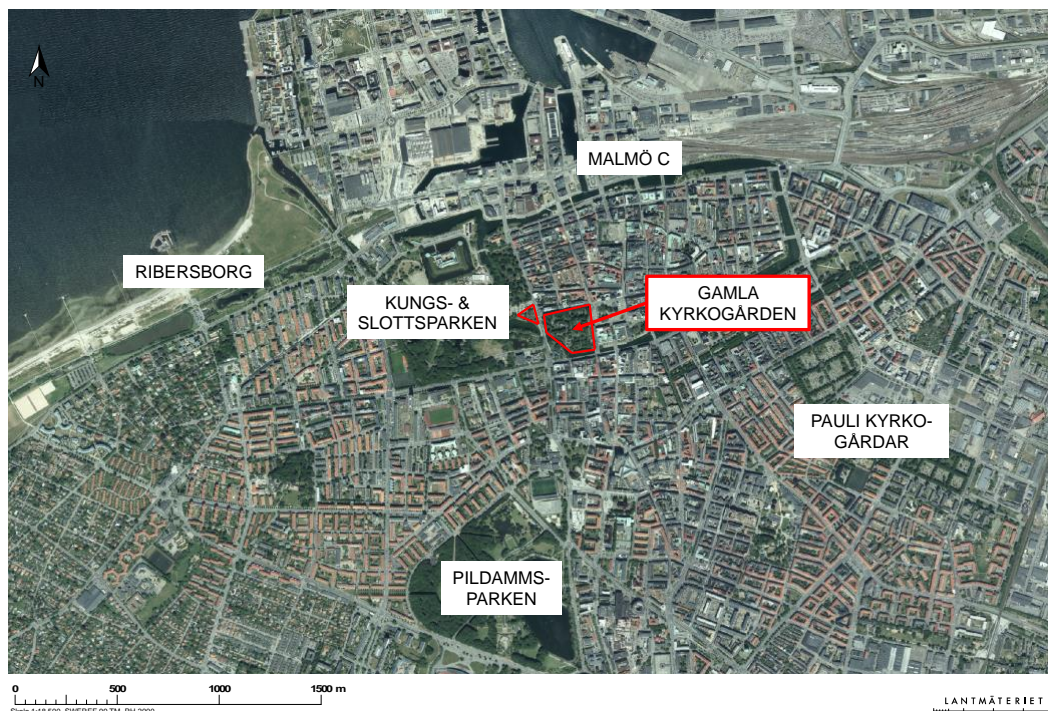 N
MALMÖ C
RIBERSBORG
KUNGS- &
SLOTTSPARKEN
GAMLA
KYRKOGÅRDEN
PAULI KYRKO-
GÅRDAR
PILDAMMS-
PARKEN
0 500 1000 1500 m
LANTMÄTERIET